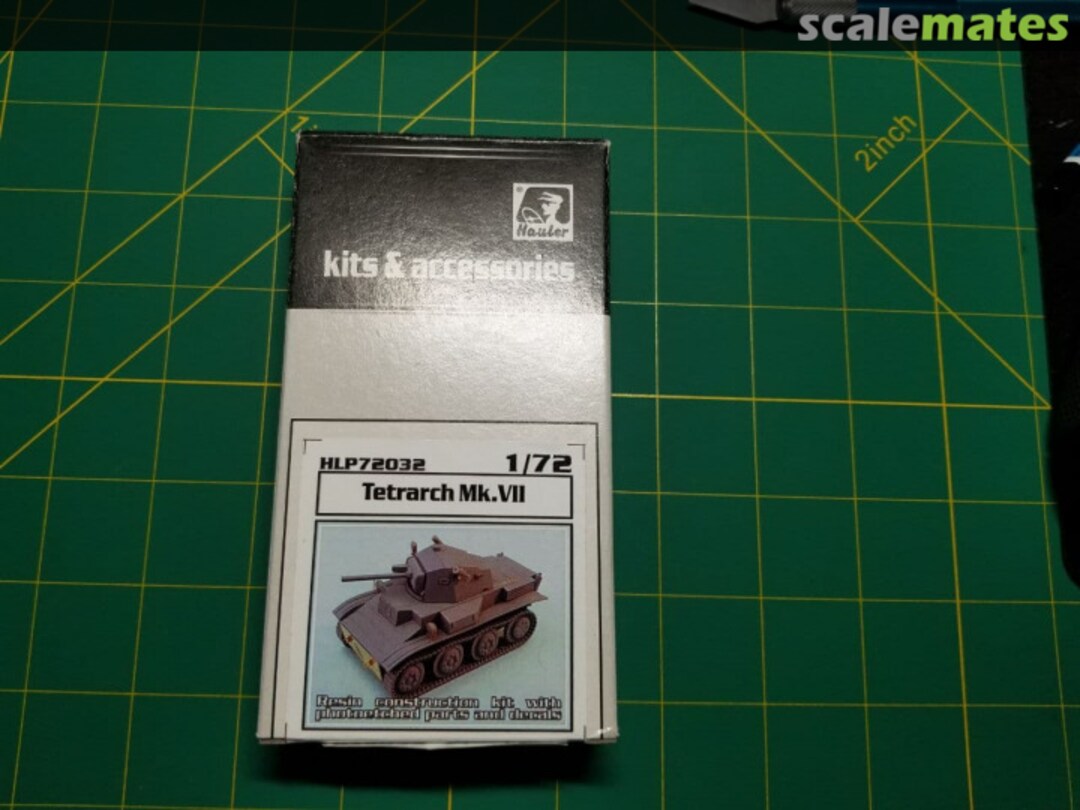 scalemates
2inch
Hauler
kits & accessories
HLP72032 1/72
Tetrarch Mk.VII
Resin construction kit with
photoetched parts and decals